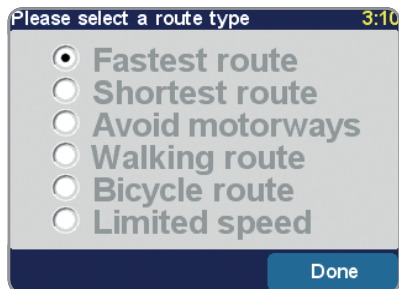 Please select a route type 3:10
Fastest route
Shortest route
Avoid motorways
Walking route
Bicycle route
Limited speed
Done